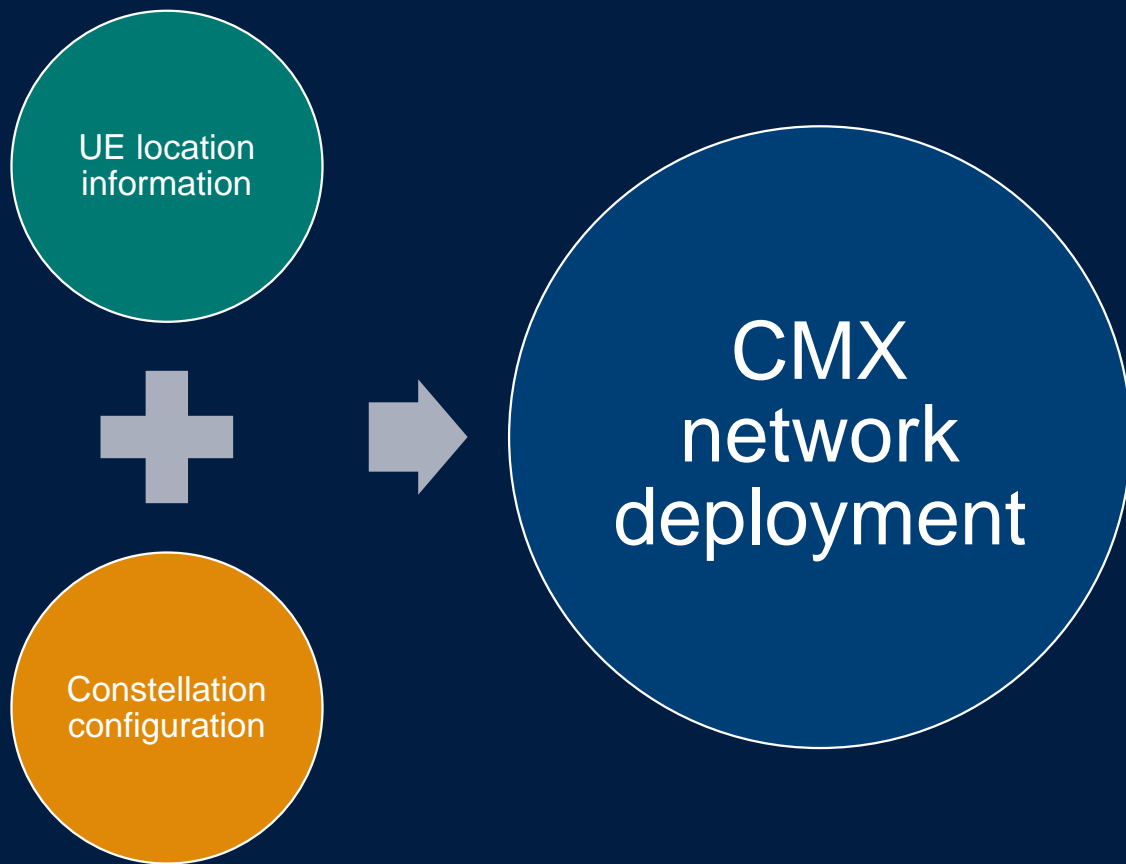 UE location
information
Constellation
configuration
CMX
network
deployment